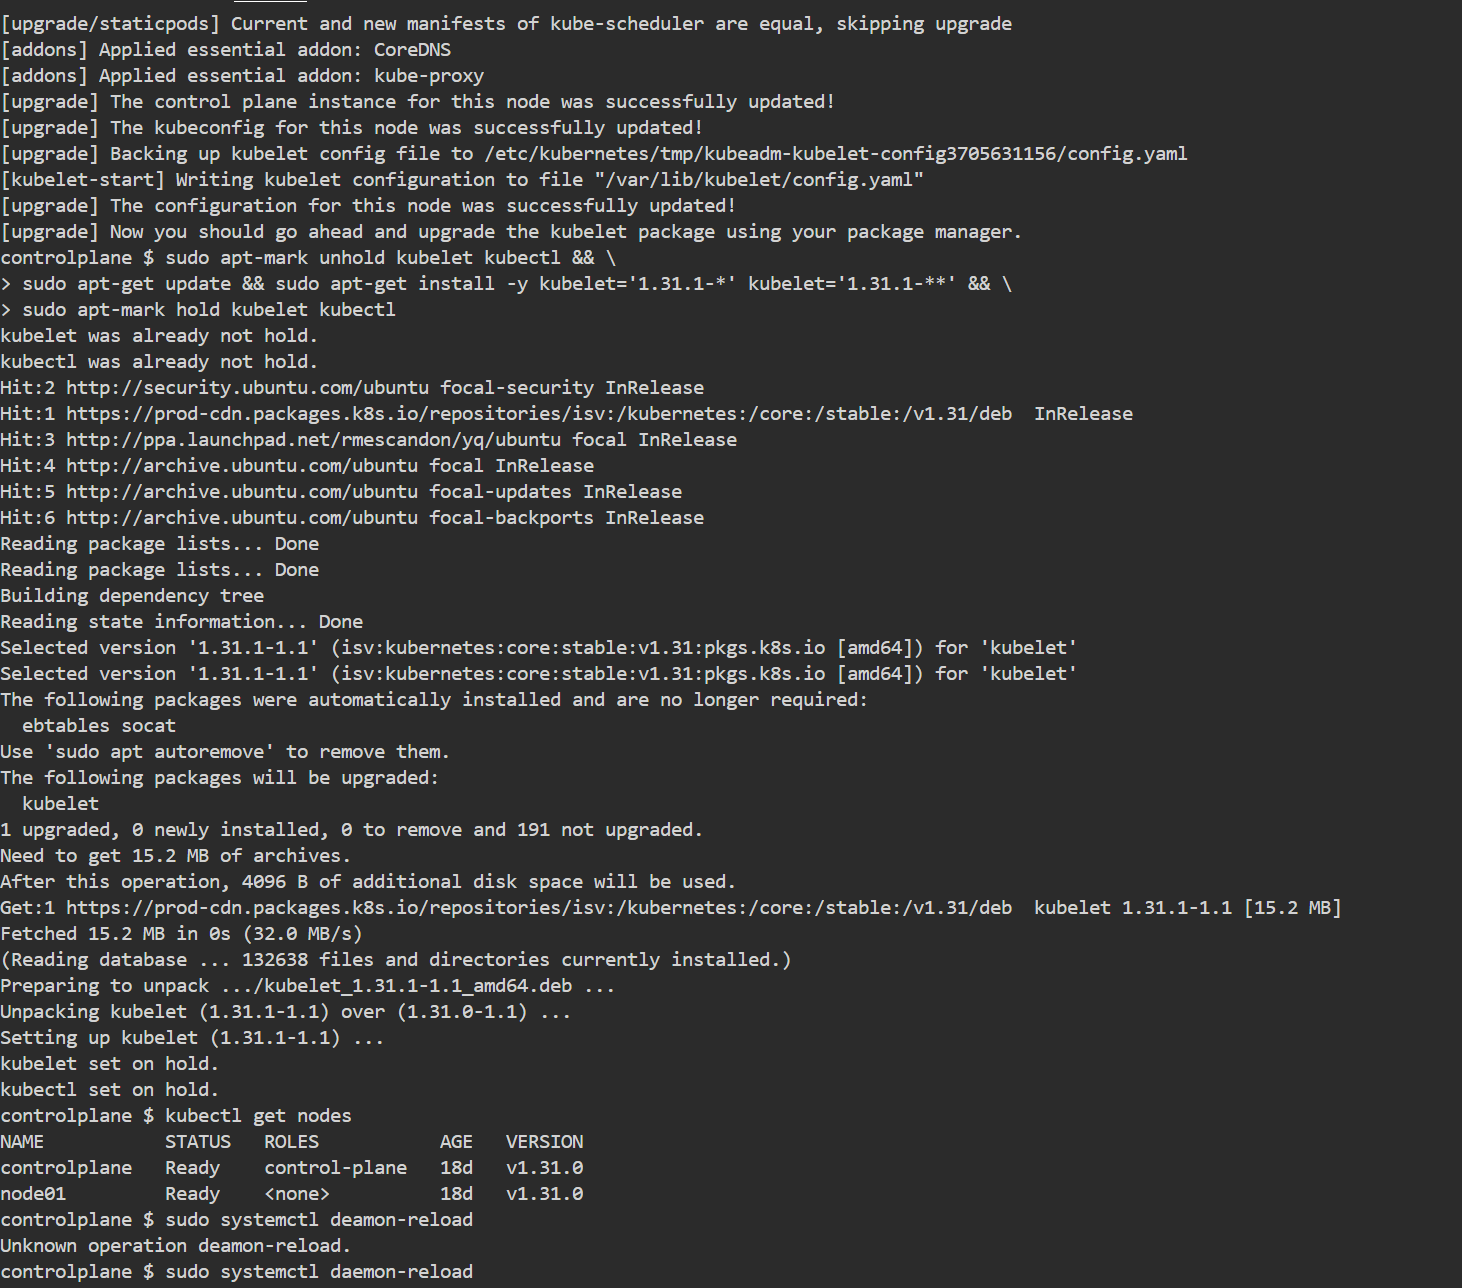 [upgrade/staticpods] Current and new manifests of kube-scheduler are equal, skipping upgrade
[addons] Applied essential addon: CoreDNS
[addons] Applied essential addon: kube-proxy
[upgrade] The control plane instance for this node was successfully updated!
[upgrade] The kubeconfig for this node was successfully updated!
[upgrade] Backing up kubelet config file to /etc/kubernetes/tmp/kubeadm-kubelet-config3705631156/config.yaml
[kubelet-start] Writing kubelet configuration to file "/var/lib/kubelet/config.yaml"
[upgrade] The configuration for this node was successfully updated!
[upgrade] Now you should go ahead and upgrade the kubelet package using your package manager.
controlplane $ sudo apt-mark unhold kubelet kubectl && \
> sudo apt-get update && sudo apt-get install -y kubelet='1.31.1-*' kubelet='1.31.1-**' && \
> sudo apt-mark hold kubelet kubectl
kubelet was already not hold.
kubectl was already not hold.
Hit:2 http://security.ubuntu.com/ubuntu focal-security InRelease
Hit:1 https://prod-cdn.packages.k8s.io/repositories/isv:/kubernetes:/core:/stable:/v1.31/deb  InRelease
Hit:3 http://ppa.launchpad.net/rmescandon/yq/ubuntu focal InRelease
Hit:4 http://archive.ubuntu.com/ubuntu focal InRelease
Hit:5 http://archive.ubuntu.com/ubuntu focal-updates InRelease
Hit:6 http://archive.ubuntu.com/ubuntu focal-backports InRelease
Reading package lists... Done
Reading package lists... Done
Building dependency tree
Reading state information... Done
Selected version '1.31.1-1.1' (isv:kubernetes:core:stable:v1.31:pkgs.k8s.io [amd64]) for 'kubelet'
Selected version '1.31.1-1.1' (isv:kubernetes:core:stable:v1.31:pkgs.k8s.io [amd64]) for 'kubelet'
The following packages were automatically installed and are no longer required:
  ebtables socat
Use 'sudo apt autoremove' to remove them.
The following packages will be upgraded:
  kubelet
1 upgraded, 0 newly installed, 0 to remove and 191 not upgraded.
Need to get 15.2 MB of archives.
After this operation, 4096 B of additional disk space will be used.
Get:1 https://prod-cdn.packages.k8s.io/repositories/isv:/kubernetes:/core:/stable:/v1.31/deb  kubelet 1.31.1-1.1 [15.2 MB]
Fetched 15.2 MB in 0s (32.0 MB/s)
(Reading database ... 132638 files and directories currently installed.)
Preparing to unpack .../kubelet_1.31.1-1.1_amd64.deb ...
Unpacking kubelet (1.31.1-1.1) over (1.31.0-1.1) ...
Setting up kubelet (1.31.1-1.1) ...
kubelet set on hold.
kubectl set on hold.
controlplane $ kubectl get nodes
NAME           STATUS   ROLES           AGE   VERSION
controlplane   Ready    control-plane   18d   v1.31.0
node01         Ready    <none>          18d   v1.31.0
controlplane $ sudo systemctl deamon-reload
Unknown operation deamon-reload.
controlplane $ sudo systemctl daemon-reload